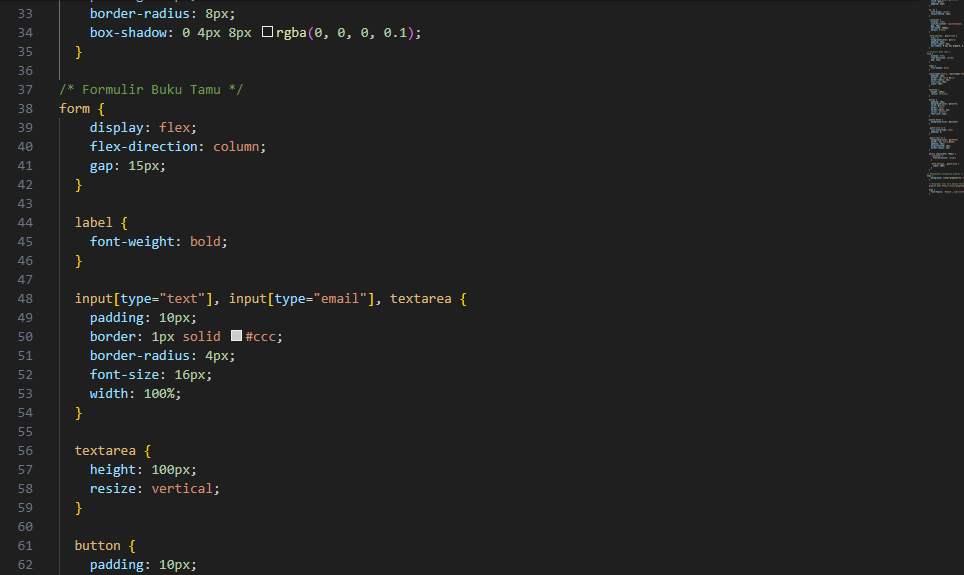 33 border-radius: 8px;
34 box-shadow: 0 4px 8px rgba(0, 0, 0, 0.1);
35 }
36
37 /* Formulir Buku Tamu */
38 form {
39 display: flex;
40 flex-direction: column;
41 gap: 15px;
42 }
43
44 label {
45 font-weight: bold;
46 }
47
48 input[type="text"], input[type="email"], textarea {
49 padding: 10px;
50 border: 1px solid #ccc;
51 border-radius: 4px;
52 font-size: 16px;
53 width: 100%;
54 }
55
56 textarea {
57 height: 100px;
58 resize: vertical;
59 }
60
61 button {
62 padding: 10px;